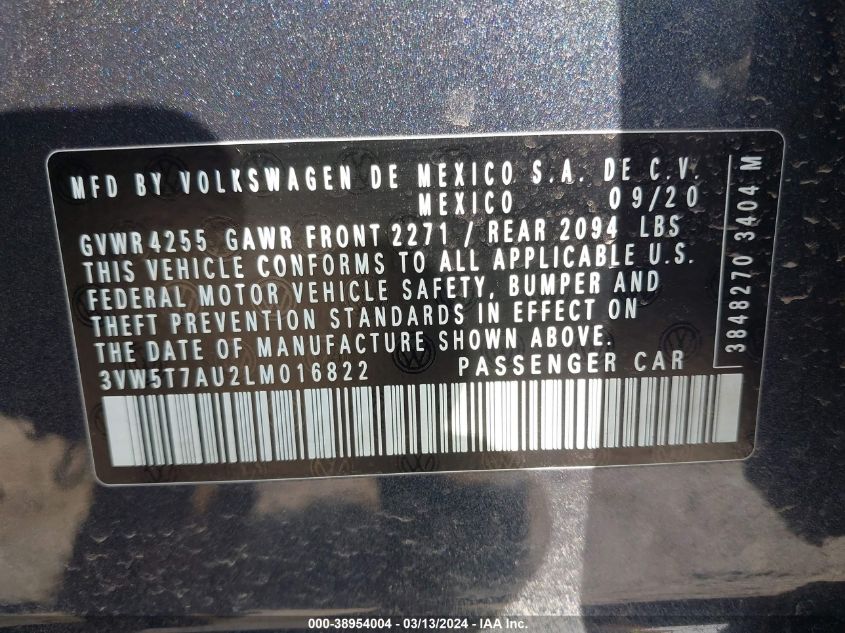 MFD BY VOLKSWAGEN DE MEXICO S.A. DE C.V.
MEXICO 09/20
GVWR 4255 GAWR FRONT 2271 / REAR 2094 LBS
THIS VEHICLE CONFORMS TO ALL APPLICABLE U.S.
FEDERAL MOTOR VEHICLE SAFETY, BUMPER AND
THEFT PREVENTION STANDARDS IN EFFECT ON
THE DATE OF MANUFACTURE SHOWN ABOVE.
3VW5T7AU2LM016822 PASSENGER CAR
3848270 3404 M
000-38954004 - 03/13/2024 - IAA Inc.